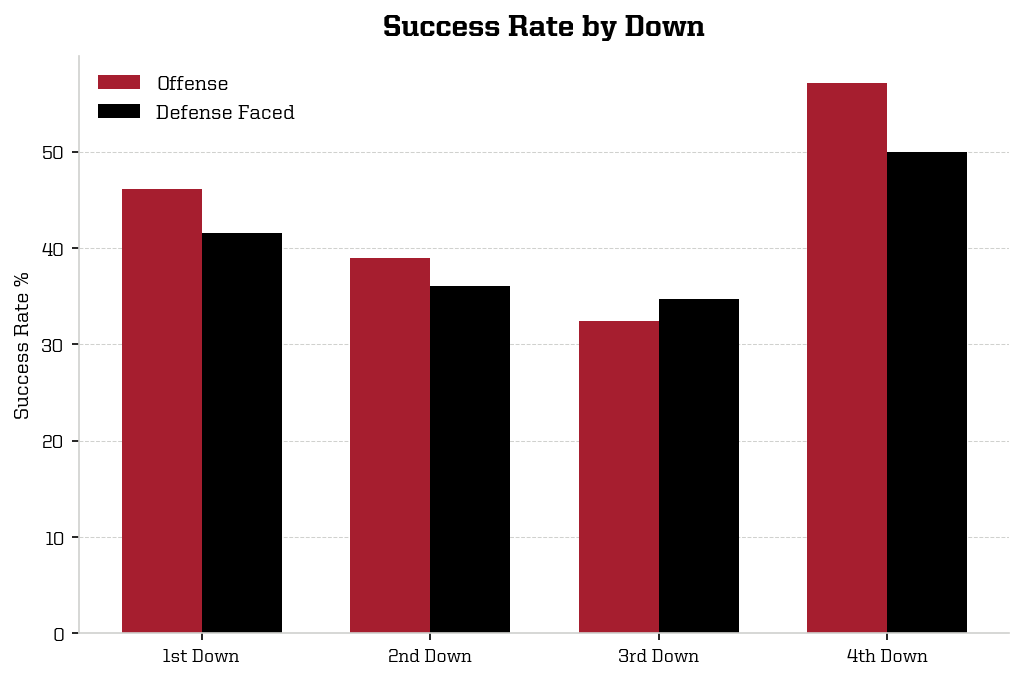 Success Rate by Down
Offense
Defense Faced
Success Rate %
50
40
30
20
10
0
1st Down
2nd Down
3rd Down
4th Down